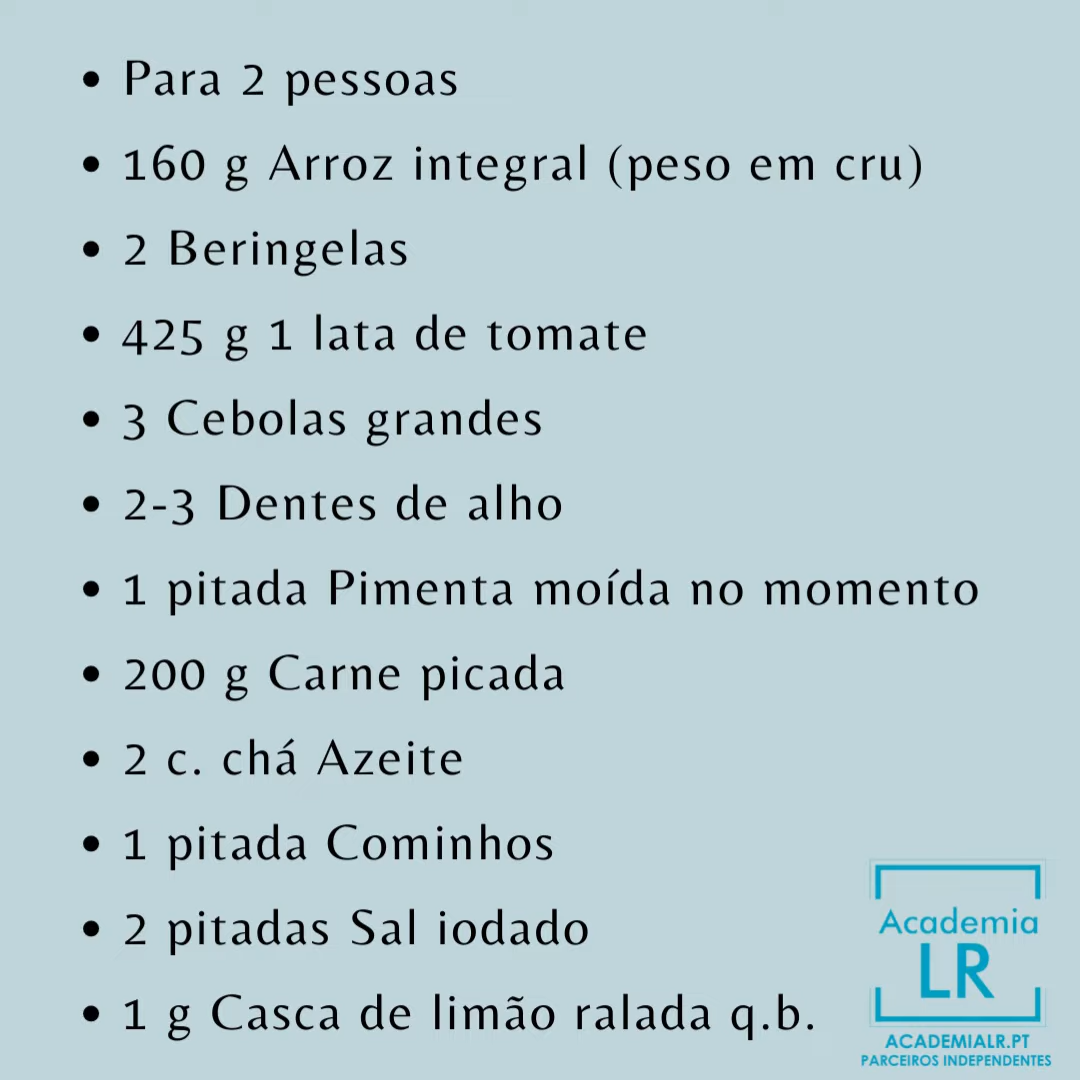 • Para 2 pessoas
• 160 g Arroz integral (peso em cru)
• 2 Beringelas
• 425 g 1 lata de tomate
• 3 Cebolas grandes
• 2-3 Dentes de alho
• 1 pitada Pimenta moída no momento
• 200 g Carne picada
• 2 c. chá Azeite
• 1 pitada Cominhos
• 2 pitadas Sal iodado
• 1 g Casca de limão ralada q.b.
Academia
LR
ACADEMIALR.PT
PARCEIROS INDEPENDENTES